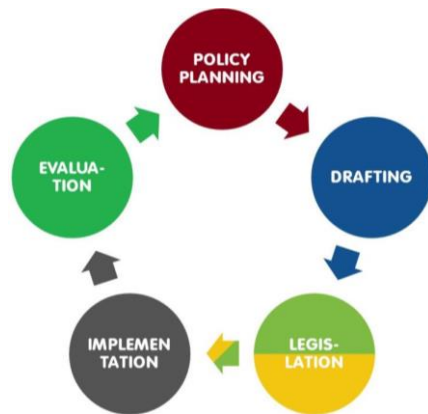 POLICY
PLANNING
DRAFTING
LEGIS-
LATION
IMPLEMEN
TATION
EVALUA-
TION